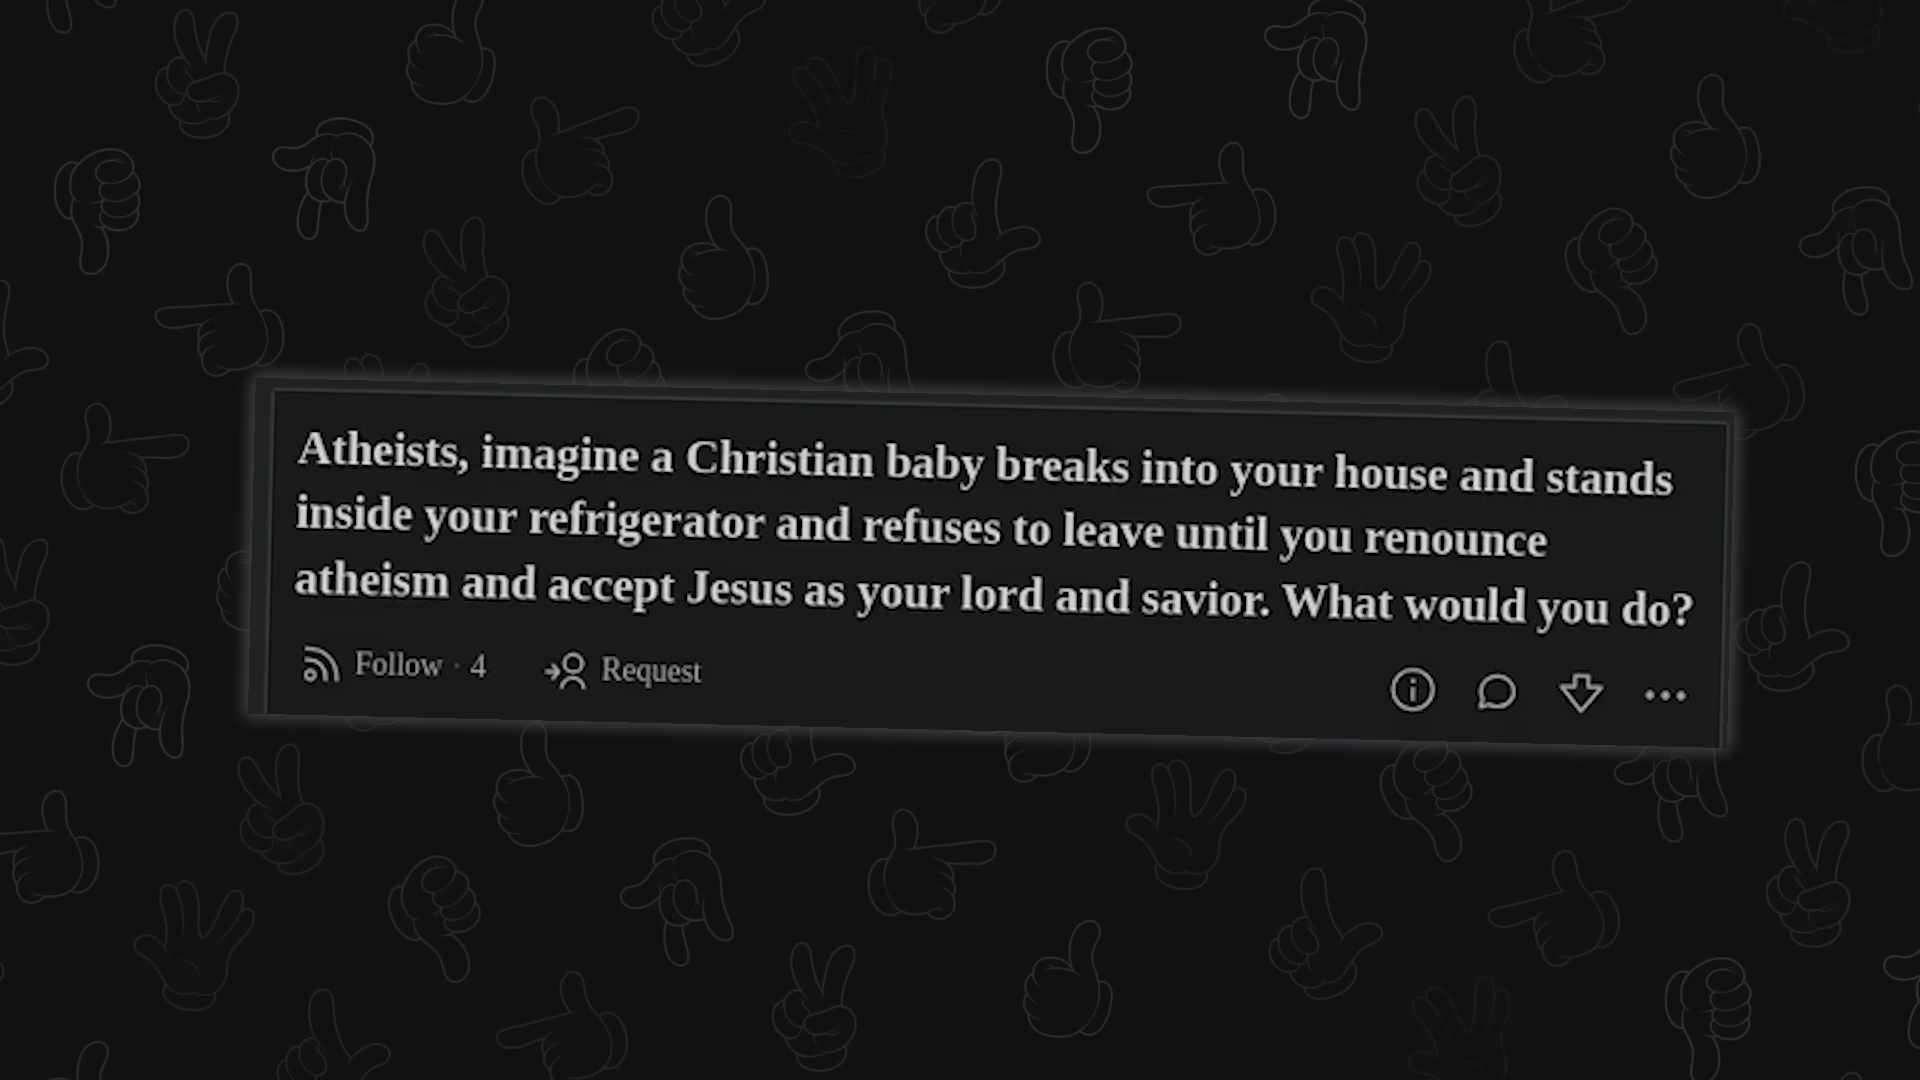 Atheists, imagine a Christian baby breaks into your house and stands
inside your refrigerator and refuses to leave until you renounce
atheism and accept Jesus as your lord and savior. What would you do?
Follow · 4 Request